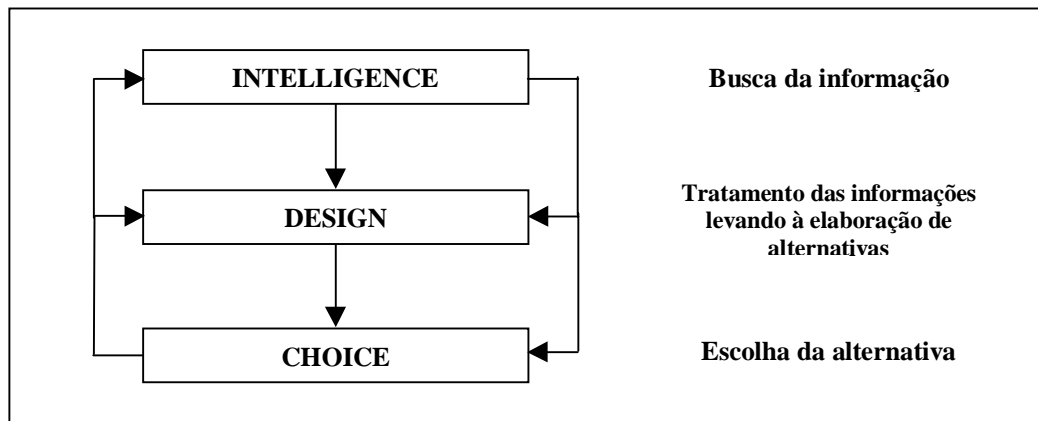 INTELLIGENCE
Busca da informação
DESIGN
Tratamento das informações
levando à elaboração de
alternativas
CHOICE
Escolha da alternativa